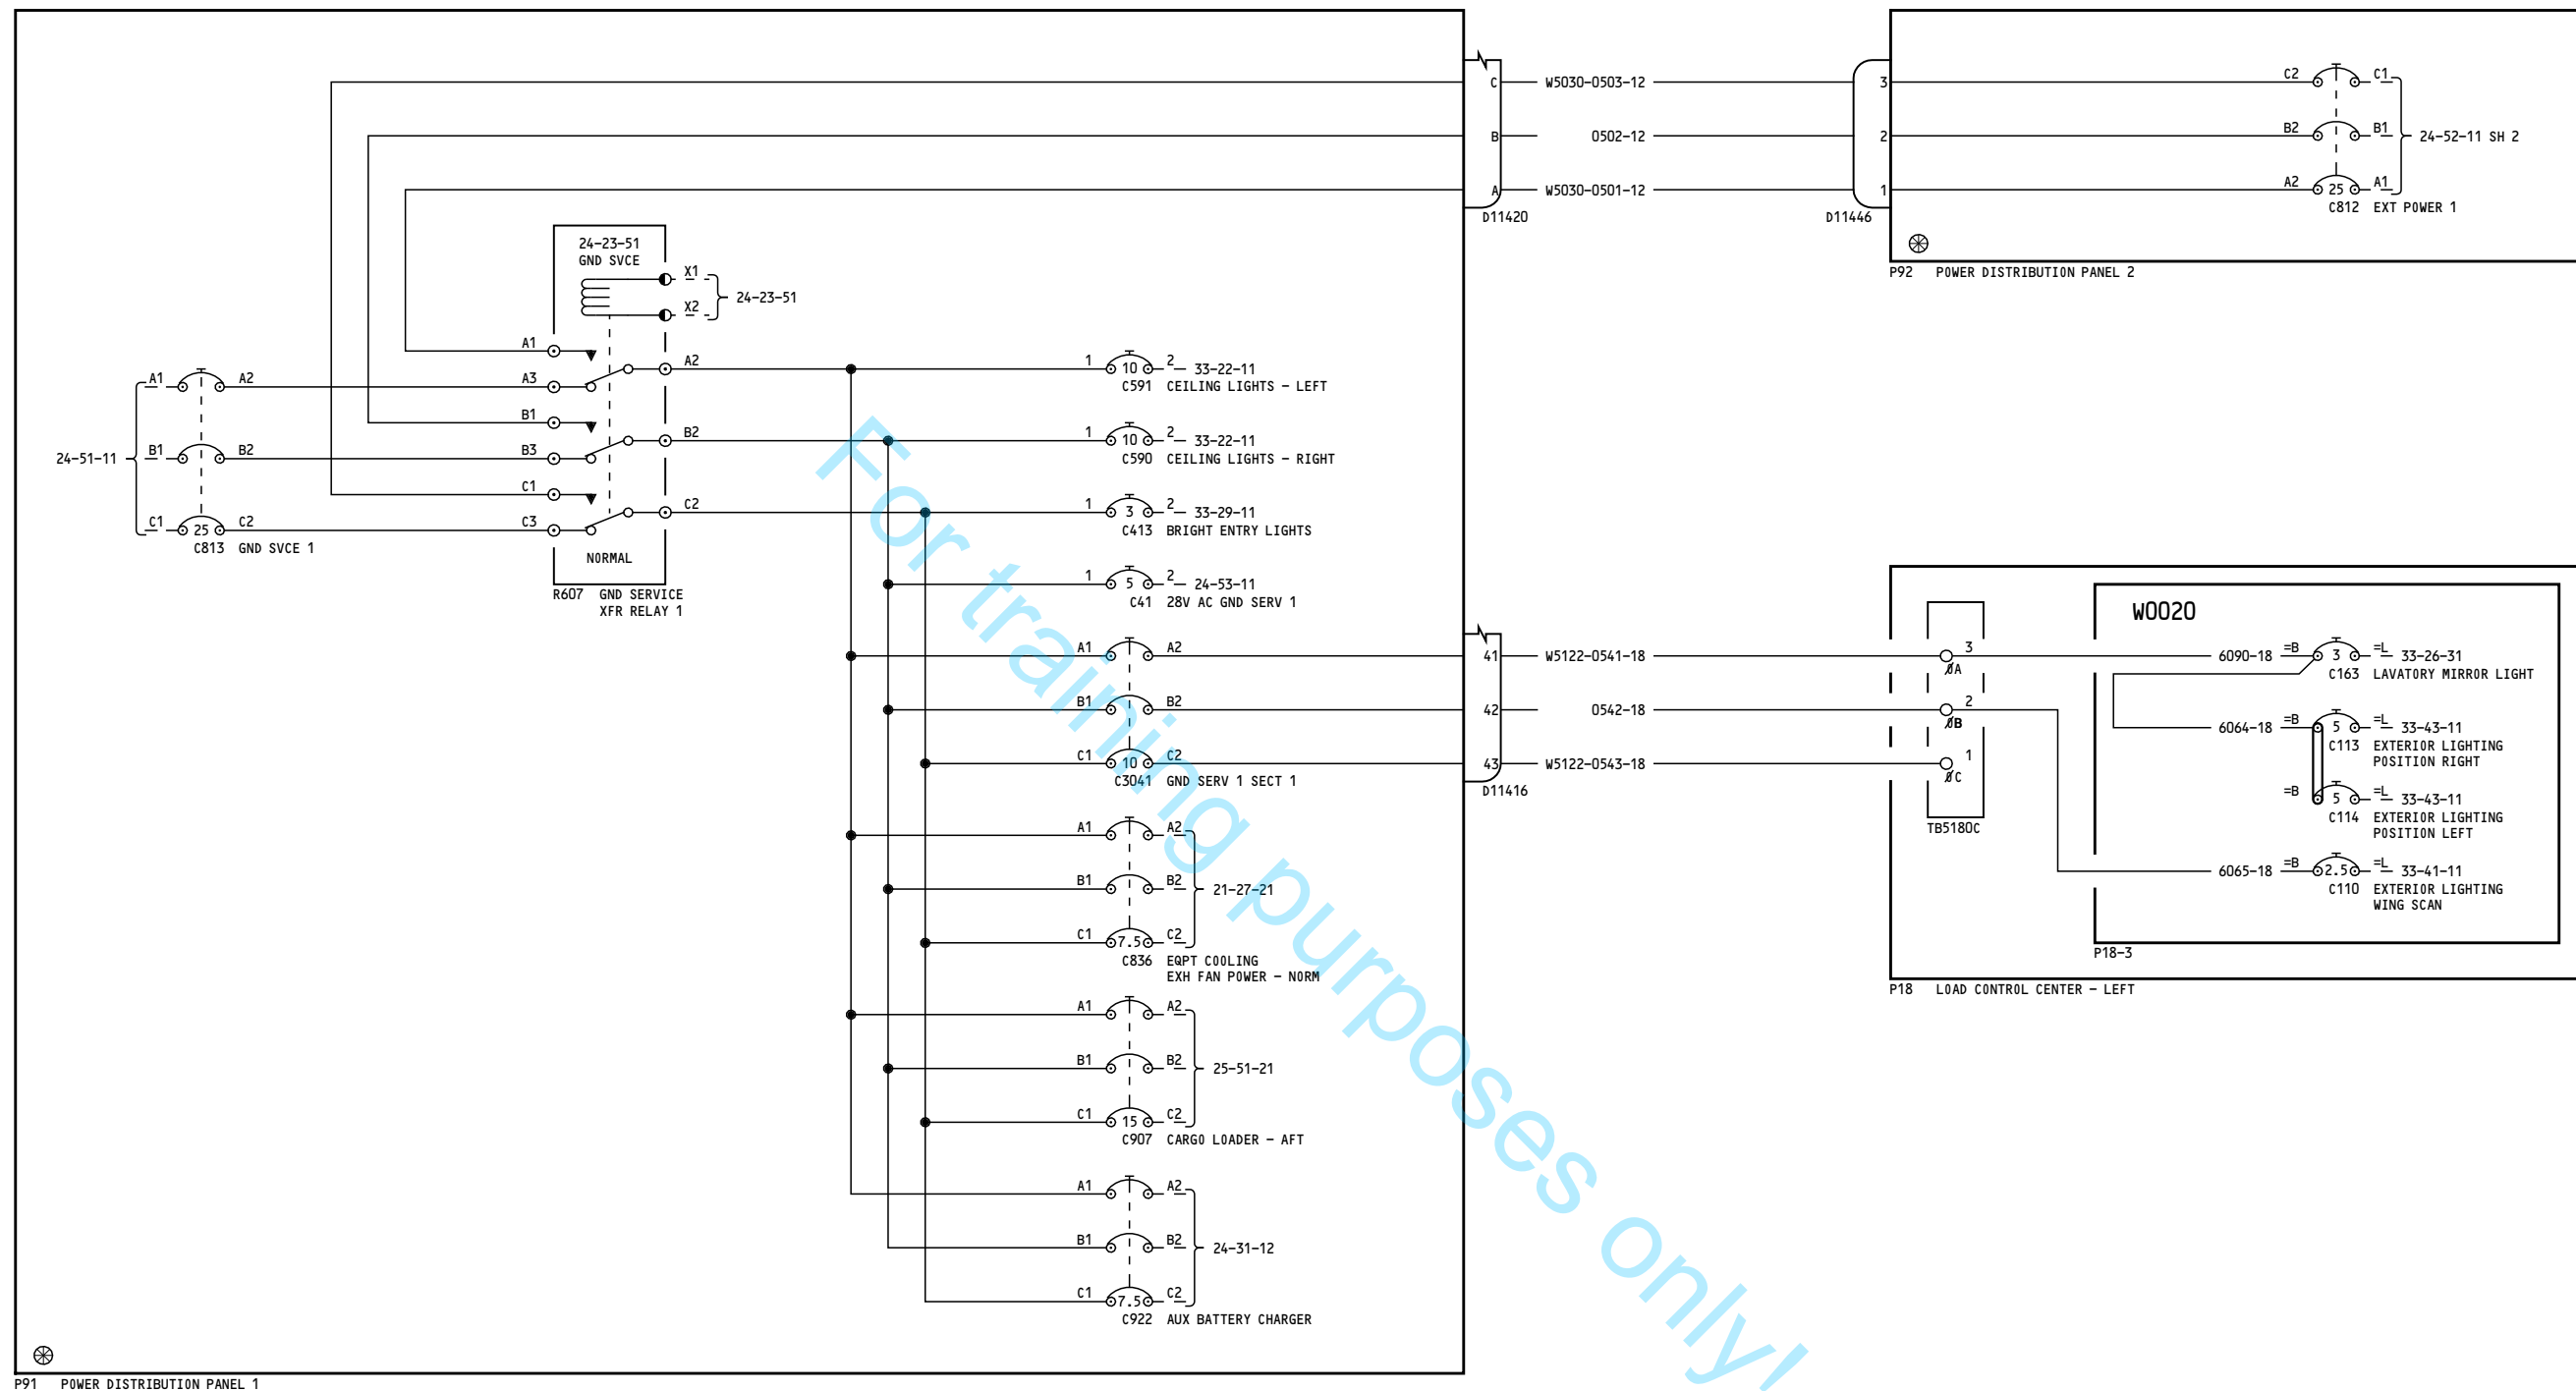 C
W5030-0503-12
3
C2
C1
B
0502-12
2
B2
B1
24-52-11 SH 2
A
W5030-0501-12
1
A2
25
A1
D11420
D11446
C812 EXT POWER 1
P92 POWER DISTRIBUTION PANEL 2
24-23-51
GND SVCE
X1
X2
24-23-51
A1
A3
B1
B3
C1
C3
A2
B2
C2
NORMAL
R607 GND SERVICE
XFR RELAY 1
24-51-11
A1
A2
B1
B2
C1
25
C2
C813 GND SVCE 1
1
10
2
33-22-11
C591 CEILING LIGHTS - LEFT
1
10
2
33-22-11
C590 CEILING LIGHTS - RIGHT
1
3
2
33-29-11
C413 BRIGHT ENTRY LIGHTS
1
5
2
24-53-11
C41 28V AC GND SERV 1
A1
A2
B1
B2
C1
10
C2
C3041 GND SERV 1 SECT 1
A1
A2
B1
B2
21-27-21
C1
7.5
C2
C836 EQPT COOLING
EXH FAN POWER - NORM
A1
A2
B1
B2
25-51-21
C1
15
C2
C907 CARGO LOADER - AFT
A1
A2
B1
B2
24-31-12
C1
7.5
C2
C922 AUX BATTERY CHARGER
P91 POWER DISTRIBUTION PANEL 1
41
W5122-0541-18
42
0542-18
43
W5122-0543-18
D11416
3
ØA
2
ØB
1
ØC
TB5180C
W0020
6090-18
=B
3
=L
33-26-31
C163 LAVATORY MIRROR LIGHT
6064-18
=B
5
=L
33-43-11
C113 EXTERIOR LIGHTING
POSITION RIGHT
=B
5
=L
33-43-11
C114 EXTERIOR LIGHTING
POSITION LEFT
6065-18
=B
2.5
=L
33-41-11
C110 EXTERIOR LIGHTING
WING SCAN
P18-3
P18 LOAD CONTROL CENTER - LEFT
For training purposes only!